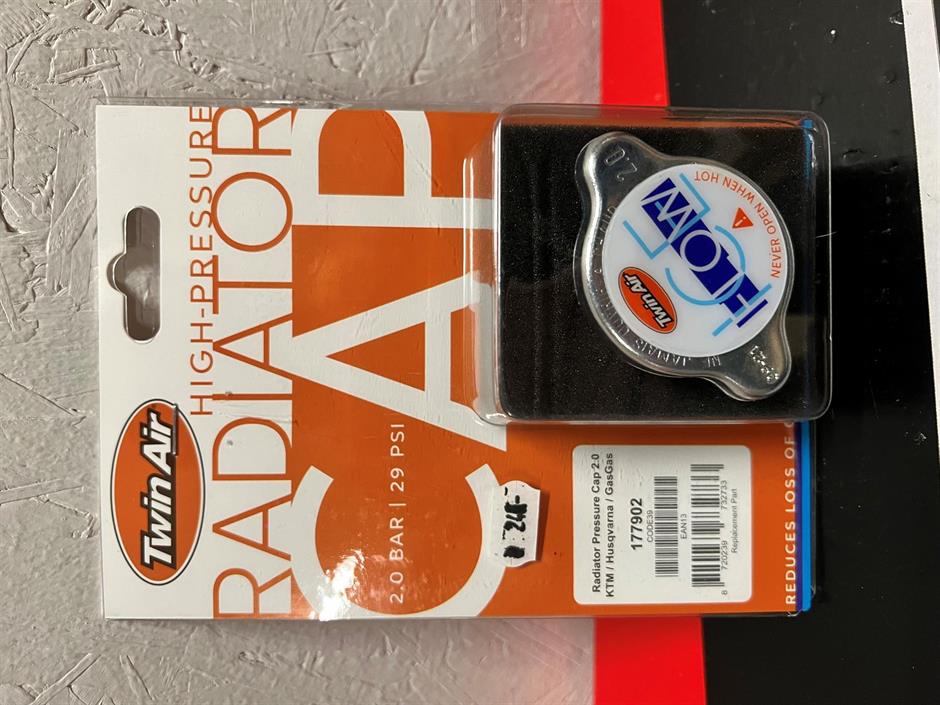 Twin Air
HIGH-PRESSURE
RADIATOR
CAP
2.0 BAR | 29 PSI
Radiator Pressure Cap 2.0
KTM / Husqvarna / GasGas
177902
CODE39
EAN13
8 720239 732733
Replacement Part
REDUCES LOSS OF
2.0
Twin Air
FLOW
NEVER OPEN WHEN HOT